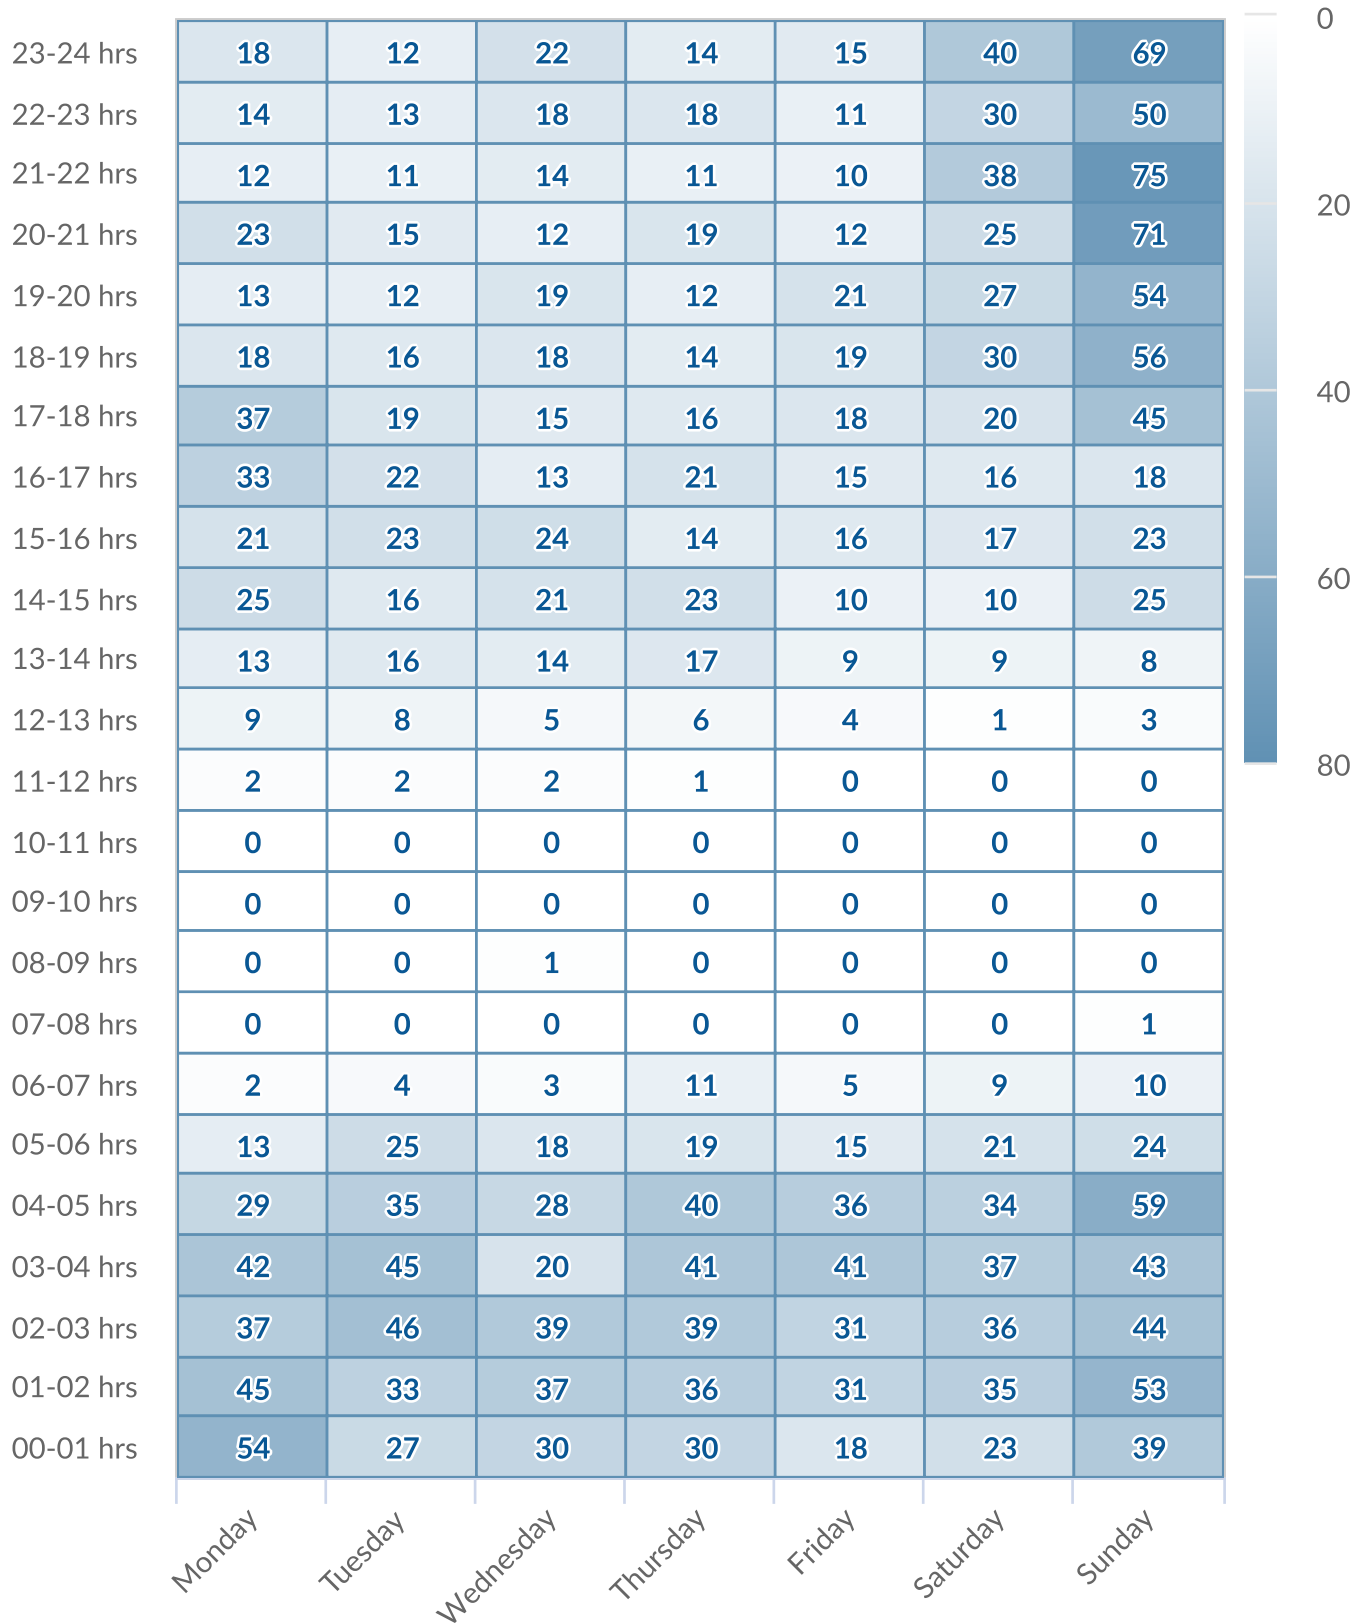 23-24 hrs 18 12 22 14 15 40 69
22-23 hrs 14 13 18 18 11 30 50
21-22 hrs 12 11 14 11 10 38 75
20-21 hrs 23 15 12 19 12 25 71
19-20 hrs 13 12 19 12 21 27 54
18-19 hrs 18 16 18 14 19 30 56
17-18 hrs 37 19 15 16 18 20 45
16-17 hrs 33 22 13 21 15 16 18
15-16 hrs 21 23 24 14 16 17 23
14-15 hrs 25 16 21 23 10 10 25
13-14 hrs 13 16 14 17 9 9 8
12-13 hrs 9 8 5 6 4 1 3
11-12 hrs 2 2 2 1 0 0 0
10-11 hrs 0 0 0 0 0 0 0
09-10 hrs 0 0 0 0 0 0 0
08-09 hrs 0 0 1 0 0 0 0
07-08 hrs 0 0 0 0 0 0 1
06-07 hrs 2 4 3 11 5 9 10
05-06 hrs 13 25 18 19 15 21 24
04-05 hrs 29 35 28 40 36 34 59
03-04 hrs 42 45 20 41 41 37 43
02-03 hrs 37 46 39 39 31 36 44
01-02 hrs 45 33 37 36 31 35 53
00-01 hrs 54 27 30 30 18 23 39
Monday Tuesday Wednesday Thursday Friday Saturday Sunday
0
20
40
60
80